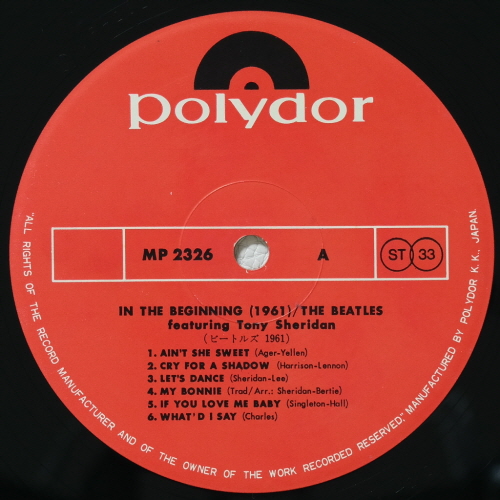 polydor
MP 2326
A
ST 33
IN THE BEGINNING (1961)/THE BEATLES
featuring Tony Sheridan
(ビートルズ 1961)
1. AIN'T SHE SWEET (Ager-Yellen)
2. CRY FOR A SHADOW (Harrison-Lennon)
3. LET'S DANCE (Sheridan-Lee)
4. MY BONNIE (Trad/Arr.: Sheridan-Bertie)
5. IF YOU LOVE ME BABY (Singleton-Hall)
6. WHAT'D I SAY (Charles)
"ALL RIGHTS OF THE RECORD MANUFACTURER AND OF THE OWNER OF THE WORK RECORDED RESERVED." MANUFACTURED BY POLYDOR K.K., JAPAN.